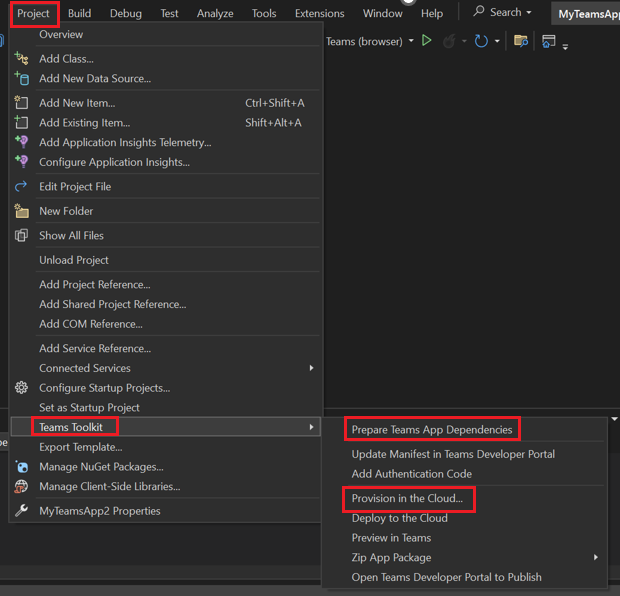 Project Build Debug Test Analyze Tools Extensions Window Help Search MyTeamsApp
Overview
Teams (browser)
Add Class...
Add New Data Source...
Add New Item... Ctrl+Shift+A
Add Existing Item... Shift+Alt+A
Add Application Insights Telemetry...
Configure Application Insights...
Edit Project File
New Folder
Show All Files
Unload Project
Add Project Reference...
Add Shared Project Reference...
Add COM Reference...
Add Service Reference...
Connected Services
Configure Startup Projects...
Set as Startup Project
Teams Toolkit
Export Template...
Manage NuGet Packages...
Manage Client-Side Libraries...
MyTeamsApp2 Properties
Prepare Teams App Dependencies
Update Manifest in Teams Developer Portal
Add Authentication Code
Provision in the Cloud...
Deploy to the Cloud
Preview in Teams
Zip App Package
Open Teams Developer Portal to Publish